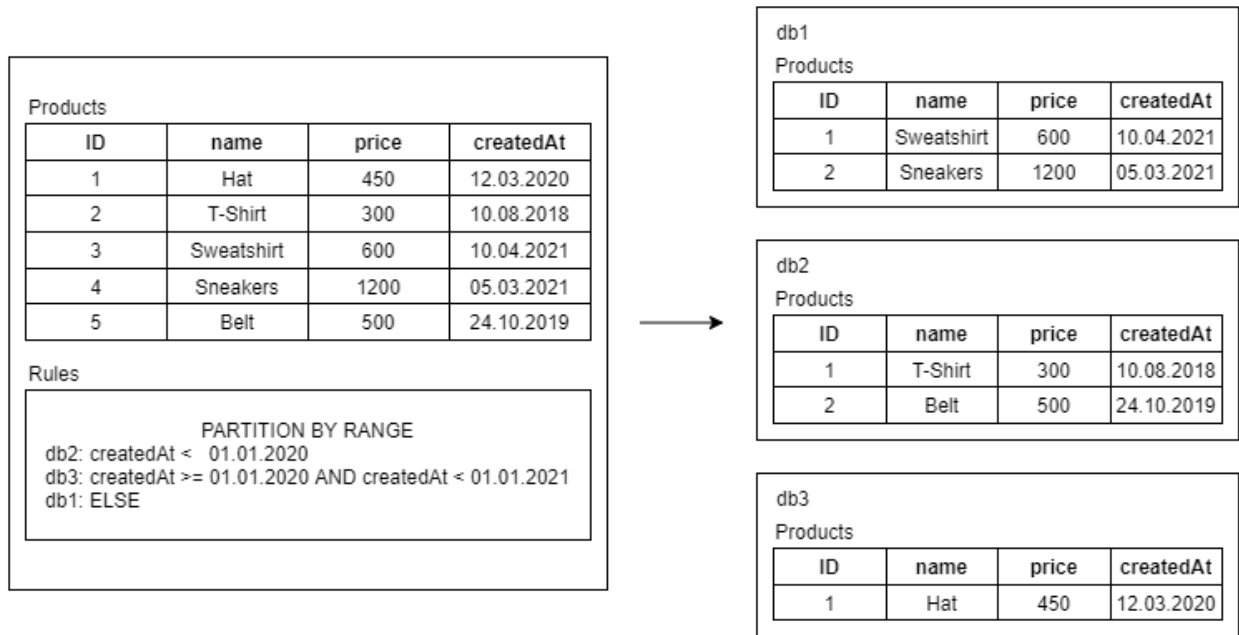 Products
ID name price createdAt
1 Hat 450 12.03.2020
2 T-Shirt 300 10.08.2018
3 Sweatshirt 600 10.04.2021
4 Sneakers 1200 05.03.2021
5 Belt 500 24.10.2019
Rules
PARTITION BY RANGE
db2: createdAt < 01.01.2020
db3: createdAt >= 01.01.2020 AND createdAt < 01.01.2021
db1: ELSE
db1
Products
ID name price createdAt
1 Sweatshirt 600 10.04.2021
2 Sneakers 1200 05.03.2021
db2
Products
ID name price createdAt
1 T-Shirt 300 10.08.2018
2 Belt 500 24.10.2019
db3
Products
ID name price createdAt
1 Hat 450 12.03.2020